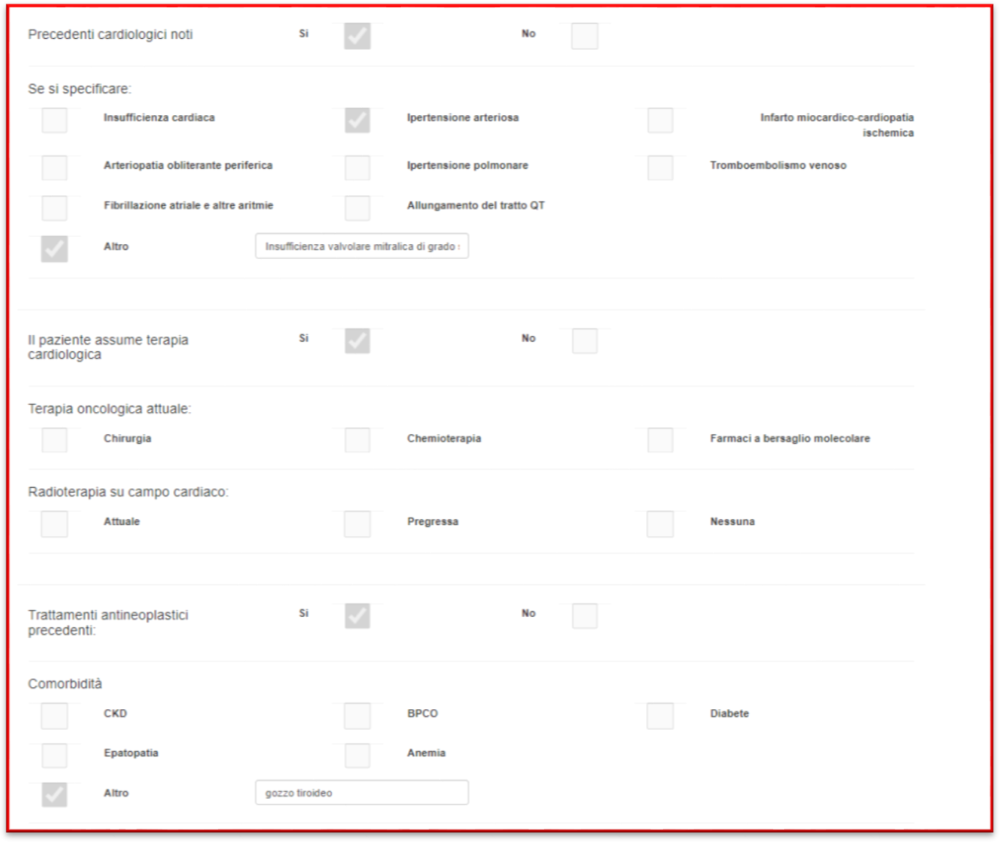 Precedenti cardiologici noti Si No
Se si specificare:
Insufficienza cardiaca Ipertensione arteriosa Infarto miocardico-cardiopatia
ischemica
Arteriopatia obliterante periferica Ipertensione polmonare Tromboembolismo venoso
Fibrillazione atriale e altre aritmie Allungamento del tratto QT
Altro Insufficienza valvolare mitralica di grado
Il paziente assume terapia Si No
cardiologica
Terapia oncologica attuale:
Chirurgia Chemioterapia Farmaci a bersaglio molecolare
Radioterapia su campo cardiaco:
Attuale Pregressa Nessuna
Trattamenti antineoplastici Si No
precedenti:
Comorbidità
CKD BPCO Diabete
Epatopatia Anemia
Altro gozzo tiroideo